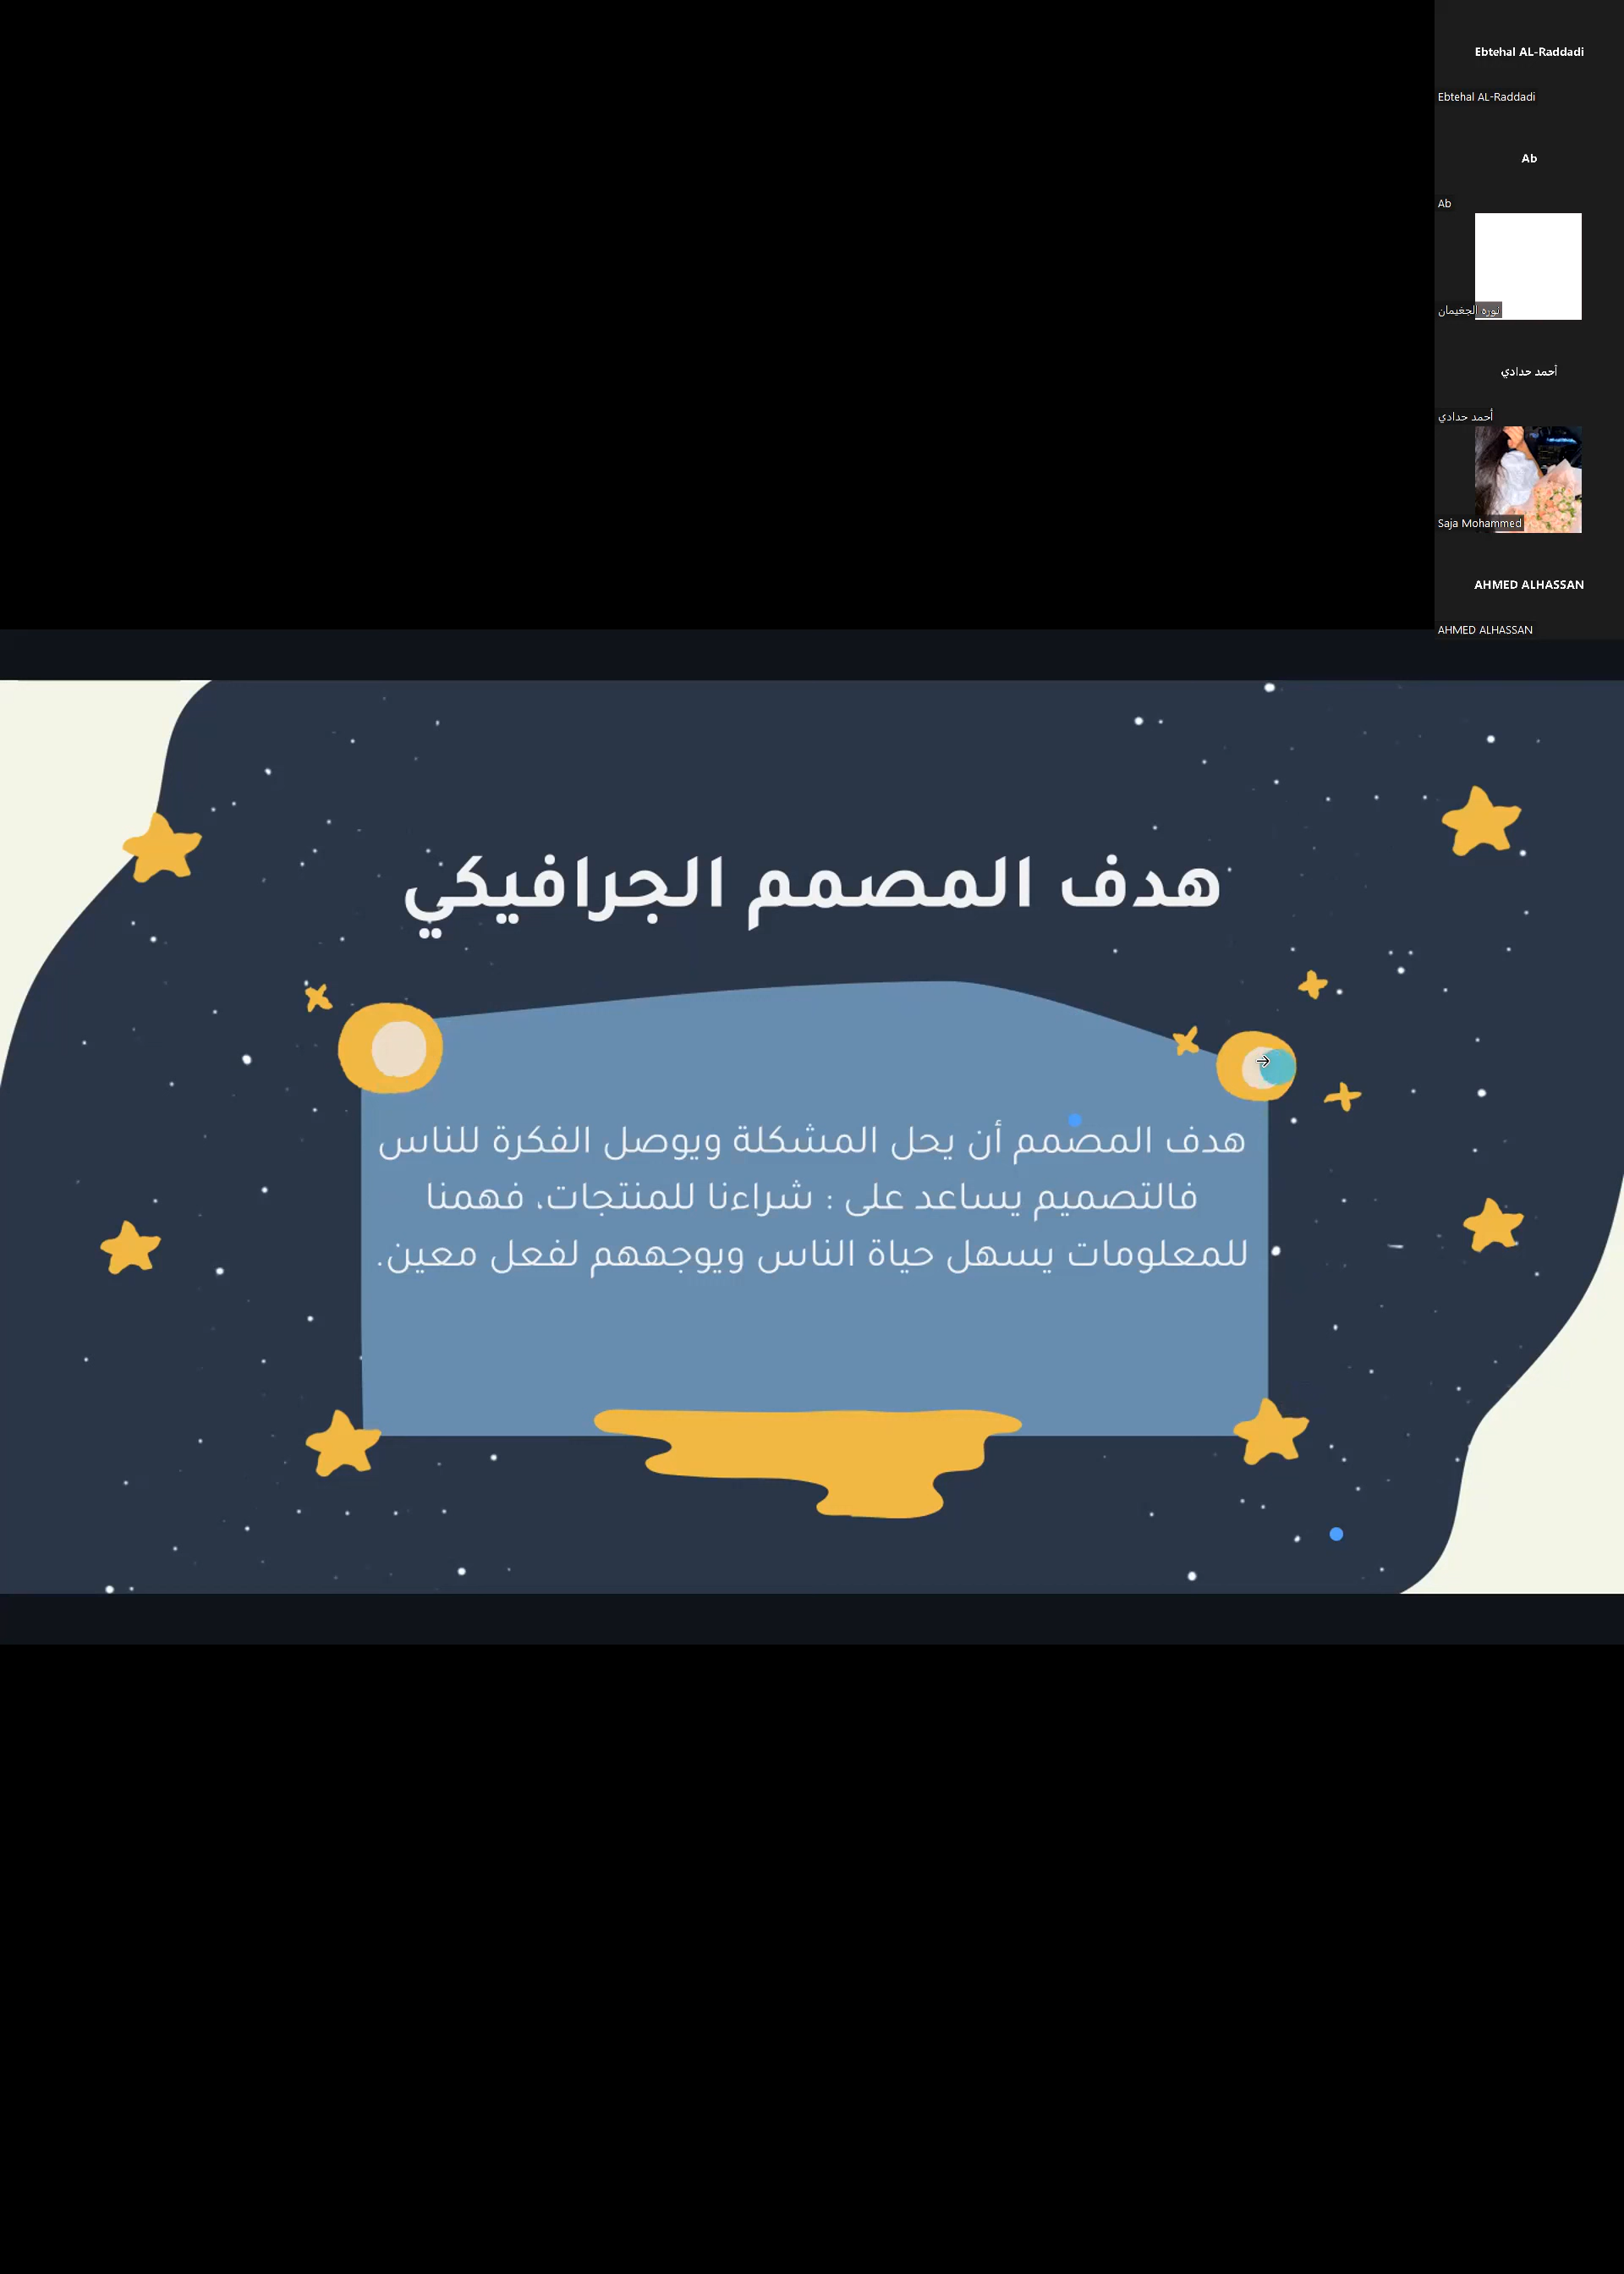 Ebtehal AL-Raddadi
Ebtehal AL-Raddadi
Ab
Ab
نورة الجغيمان
أحمد حدادي
أحمد حدادي
Saja Mohammed
AHMED ALHASSAN
AHMED ALHASSAN
هدف المصمم الجرافيكي
هدف المصمم أن يحل المشكلة ويوصل الفكرة للناس
فالتصميم يساعد على : شراءنا للمنتجات، فهمنا
للمعلومات يسهل حياة الناس ويوجههم لفعل معين.